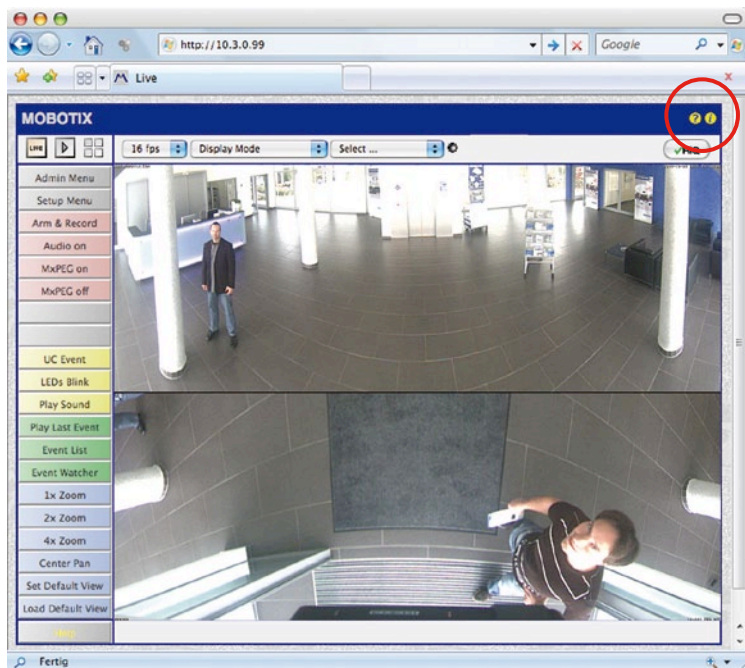 http://10.3.0.99
Google
Live
MOBOTIX
? i
LIVE
16 fps
Display Mode
Select ...
Admin Menu
Setup Menu
Arm & Record
Audio on
MxPEG on
MxPEG off
UC Event
LEDs Blink
Play Sound
Play Last Event
Event List
Event Watcher
1x Zoom
2x Zoom
4x Zoom
Center Pan
Set Default View
Load Default View
Help
Fertig